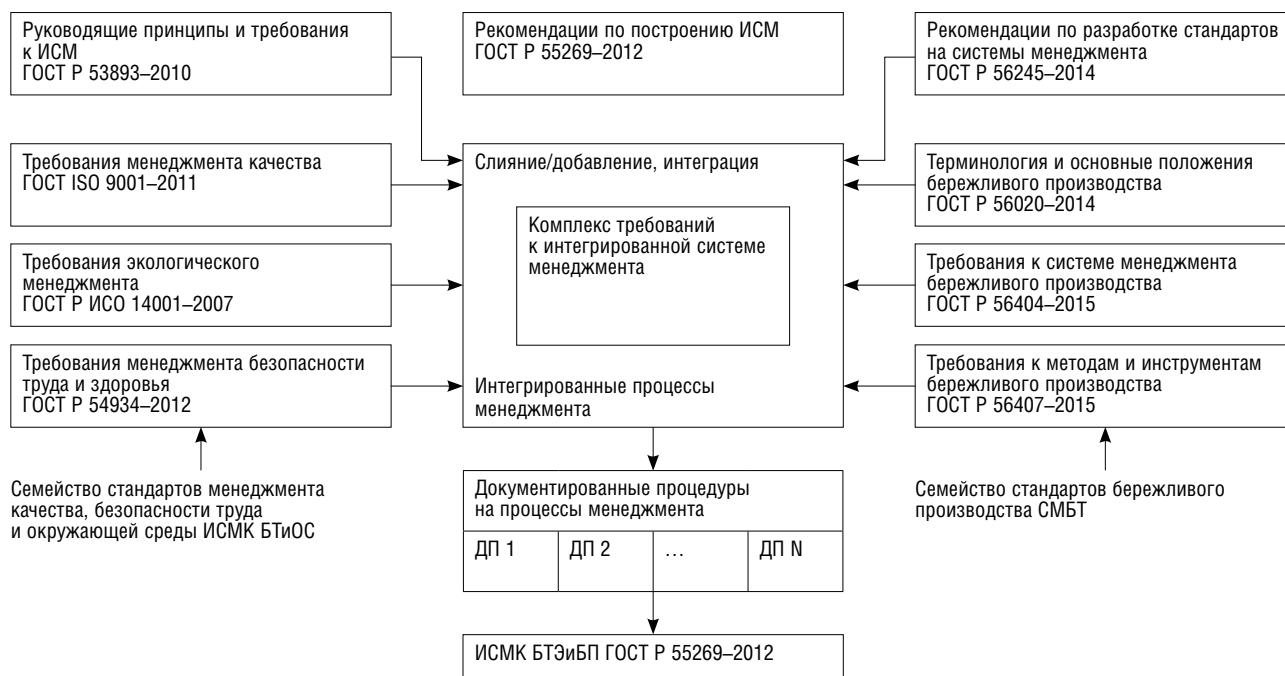 Руководящие принципы и требования
к ИСМ
ГОСТ Р 53893–2010
Рекомендации по построению ИСМ
ГОСТ Р 55269–2012
Рекомендации по разработке стандартов
на системы менеджмента
ГОСТ Р 56245–2014
Требования менеджмента качества
ГОСТ ISO 9001–2011
Требования экологического
менеджмента
ГОСТ Р ИСО 14001–2007
Требования менеджмента безопасности
труда и здоровья
ГОСТ Р 54934–2012
Слияние/добавление, интеграция
Комплекс требований
к интегрированной системе
менеджмента
Интегрированные процессы
менеджмента
Терминология и основные положения
бережливого производства
ГОСТ Р 56020–2014
Требования к системе менеджмента
бережливого производства
ГОСТ Р 56404–2015
Требования к методам и инструментам
бережливого производства
ГОСТ Р 56407–2015
Семейство стандартов менеджмента
качества, безопасности труда
и окружающей среды ИСМК БТиОС
Документированные процедуры
на процессы менеджмента
ДП 1 ДП 2 … ДП N
Семейство стандартов бережливого
производства СМБТ
ИСМК БТЭиБП ГОСТ Р 55269–2012